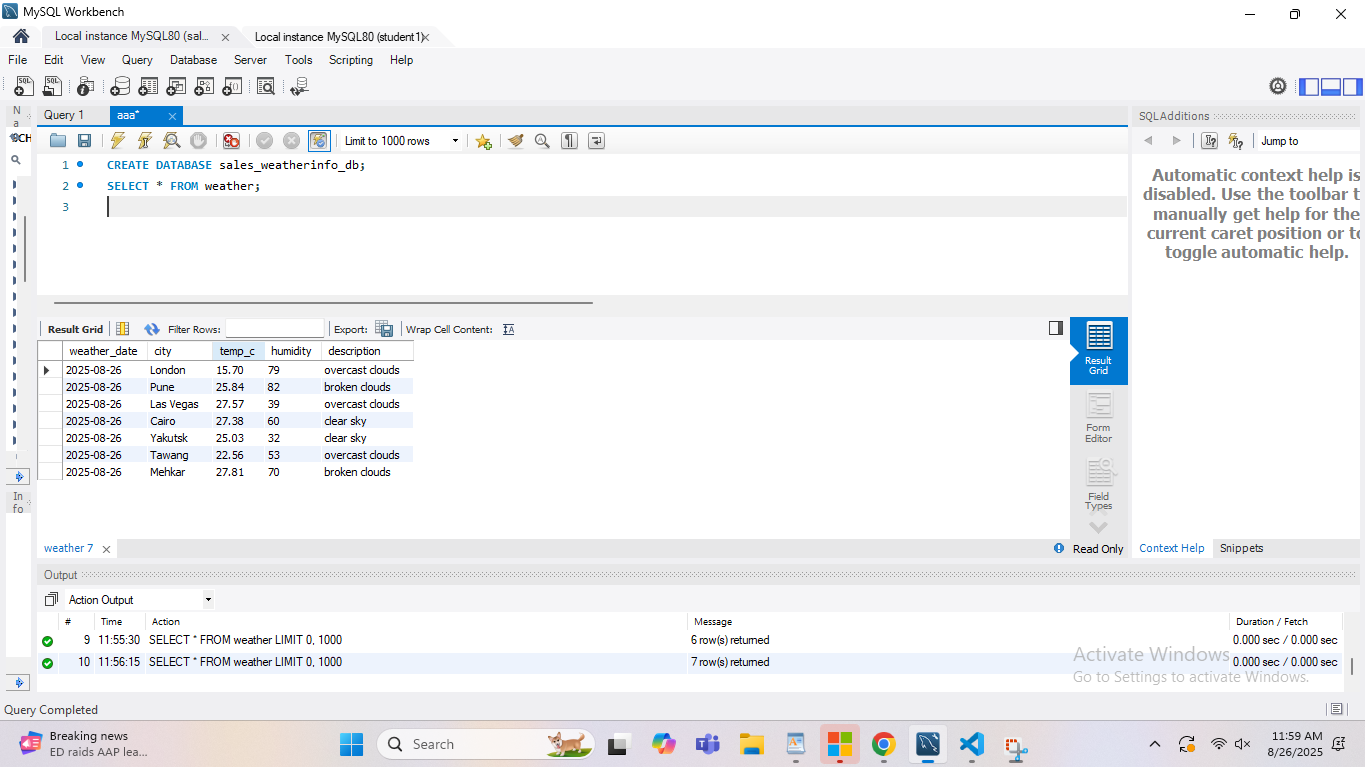 MySQL Workbench
Local instance MySQL80 (sal...
Local instance MySQL80 (student1)
File Edit View Query Database Server Tools Scripting Help
Query 1
aaa*
SQLAdditions
Limit to 1000 rows
Jump to
1 CREATE DATABASE sales_weatherinfo_db;
2 SELECT * FROM weather;
3
Automatic context help is
disabled. Use the toolbar t
manually get help for the
current caret position or to
toggle automatic help.
Result Grid Filter Rows: Export: Wrap Cell Content:
weather_date city temp_c humidity description
2025-08-26 London 15.70 79 overcast clouds
2025-08-26 Pune 25.84 82 broken clouds
2025-08-26 Las Vegas 27.57 39 overcast clouds
2025-08-26 Cairo 27.38 60 clear sky
2025-08-26 Yakutsk 25.03 32 clear sky
2025-08-26 Tawang 22.56 53 overcast clouds
2025-08-26 Mehkar 27.81 70 broken clouds
Result
Grid
Form
Editor
Field
Types
weather 7
Read Only
Context Help Snippets
In
fo
Output
Action Output
# Time Action Message Duration / Fetch
9 11:55:30 SELECT * FROM weather LIMIT 0, 1000 6 row(s) returned 0.000 sec / 0.000 sec
10 11:56:15 SELECT * FROM weather LIMIT 0, 1000 7 row(s) returned 0.000 sec / 0.000 sec
Activate Windows
Go to Settings to activate Windows.
Query Completed
Breaking news
ED raids AAP lea...
Search
11:59 AM
8/26/2025